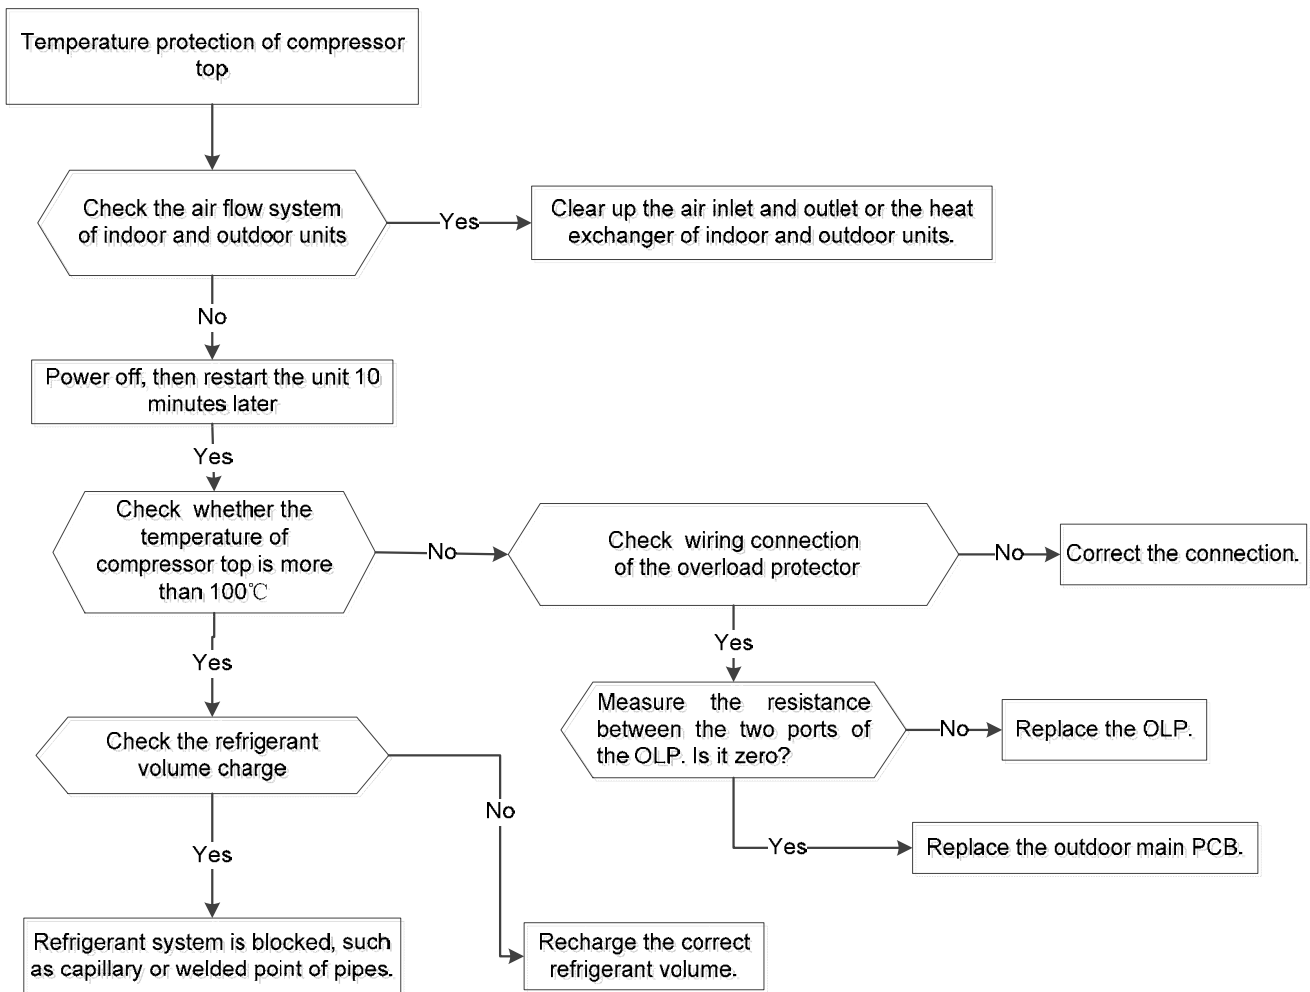 Temperature protection of compressor
top
Check the air flow system
of indoor and outdoor units
Yes
Clear up the air inlet and outlet or the heat
exchanger of indoor and outdoor units.
No
Power off, then restart the unit 10
minutes later
Yes
Check whether the
temperature of
compressor top is more
than 100℃
No
Check wiring connection
of the overload protector
No
Correct the connection.
Yes
Yes
Measure the resistance
between the two ports of
the OLP. Is it zero?
No
Replace the OLP.
Check the refrigerant
volume charge
No
Yes
Replace the outdoor main PCB.
Yes
Refrigerant system is blocked, such
as capillary or welded point of pipes.
Recharge the correct
refrigerant volume.